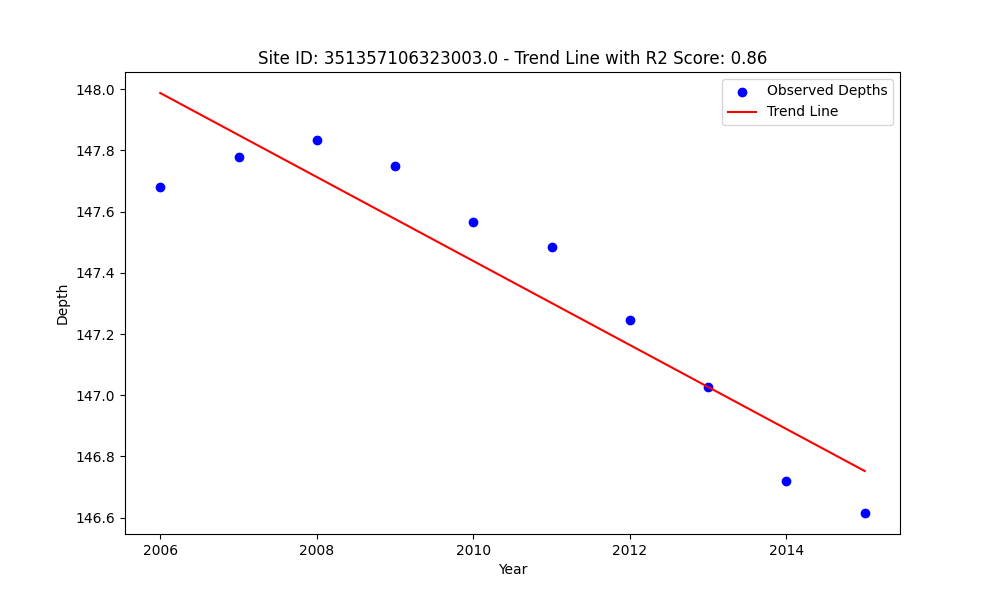 Site ID: 351357106323003.0 - Trend Line with R2 Score: 0.86
Observed Depths
Trend Line
148.0
147.8
147.6
147.4
147.2
147.0
146.8
146.6
Depth
2006
2008
2010
2012
2014
Year